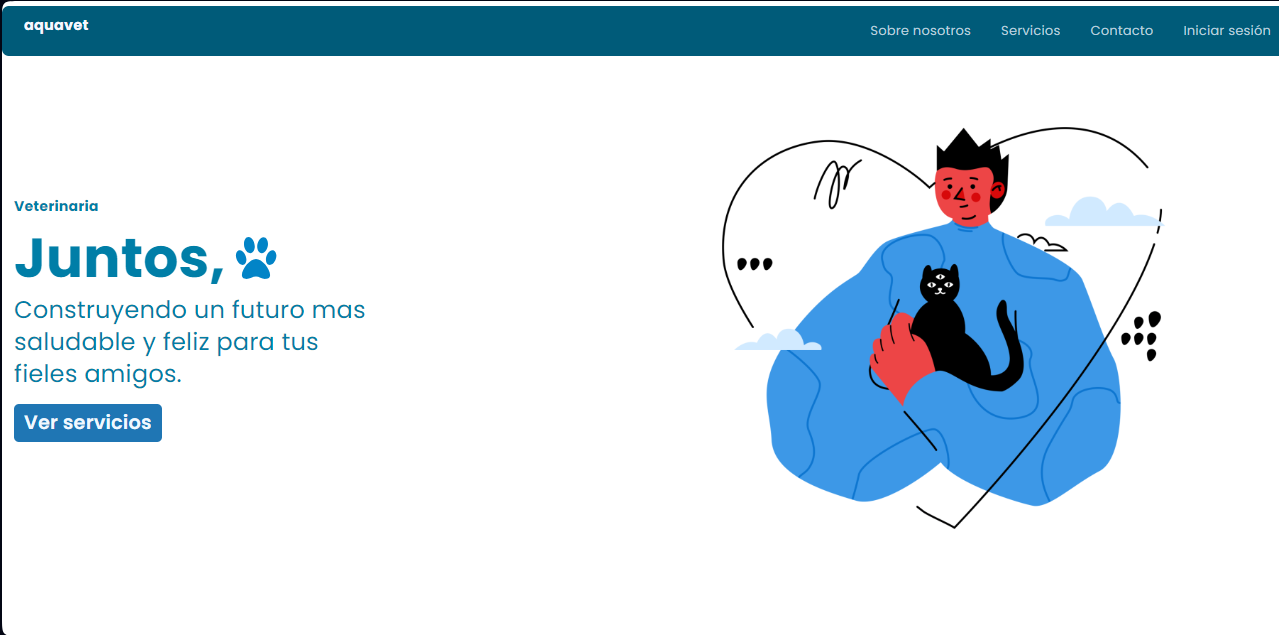 aquavet
Sobre nosotros
Servicios
Contacto
Iniciar sesión
Veterinaria
Juntos,
Construyendo un futuro mas
saludable y feliz para tus
fieles amigos.
Ver servicios